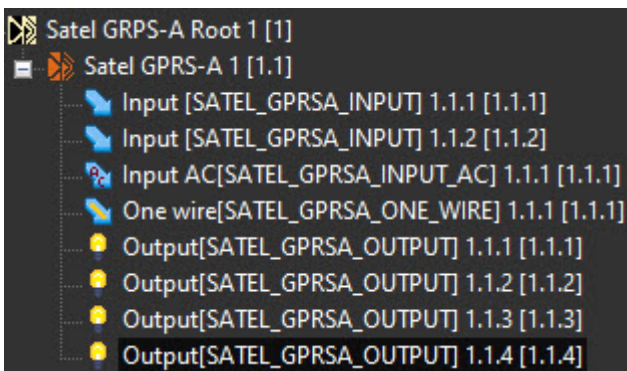 Satel GRPS-A Root 1 [1]
Satel GPRS-A 1 [1.1]
Input [SATEL_GPRSA_INPUT] 1.1.1 [1.1.1]
Input [SATEL_GPRSA_INPUT] 1.1.2 [1.1.2]
Input AC[SATEL_GPRSA_INPUT_AC] 1.1.1 [1.1.1]
One wire[SATEL_GPRSA_ONE_WIRE] 1.1.1 [1.1.1]
Output[SATEL_GPRSA_OUTPUT] 1.1.1 [1.1.1]
Output[SATEL_GPRSA_OUTPUT] 1.1.2 [1.1.2]
Output[SATEL_GPRSA_OUTPUT] 1.1.3 [1.1.3]
Output[SATEL_GPRSA_OUTPUT] 1.1.4 [1.1.4]